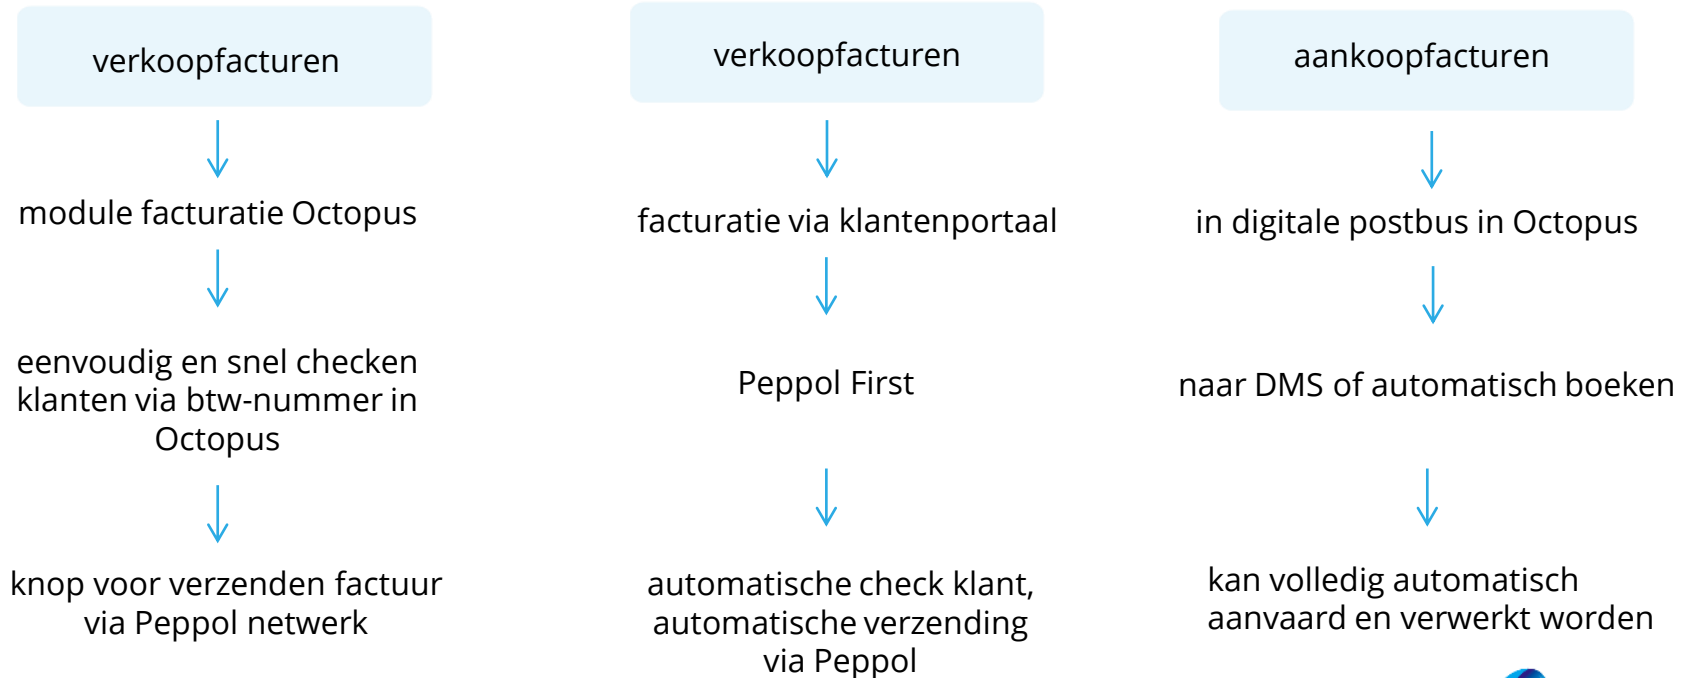 verkoopfacturen
module facturatie Octopus
eenvoudig en snel checken
klanten via btw-nummer in
Octopus
knop voor verzenden factuur
via Peppol netwerk
verkoopfacturen
facturatie via klantenportaal
Peppol First
automatische check klant,
automatische verzending
via Peppol
aankoopfacturen
in digitale postbus in Octopus
naar DMS of automatisch boeken
kan volledig automatisch
aanvaard en verwerkt worden